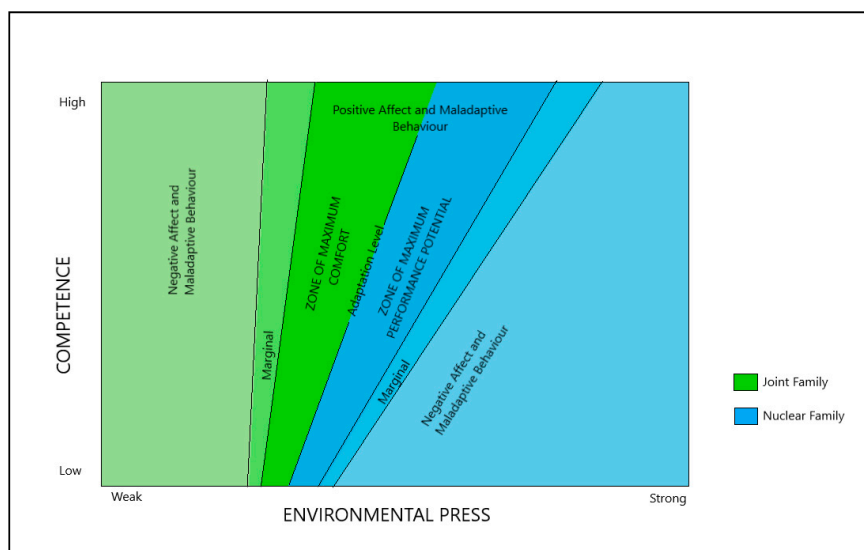 High
Positive Affect and Maladaptive
Behaviour
Negative Affect and
Maladaptive Behaviour
Marginal
ZONE OF MAXIMUM
COMFORT
Adaptation Level
ZONE OF MAXIMUM
PERFORMANCE POTENTIAL
Marginal
Negative Affect and
Maladaptive Behaviour
COMPETENCE
Joint Family
Nuclear Family
Low
Weak
Strong
ENVIRONMENTAL PRESS